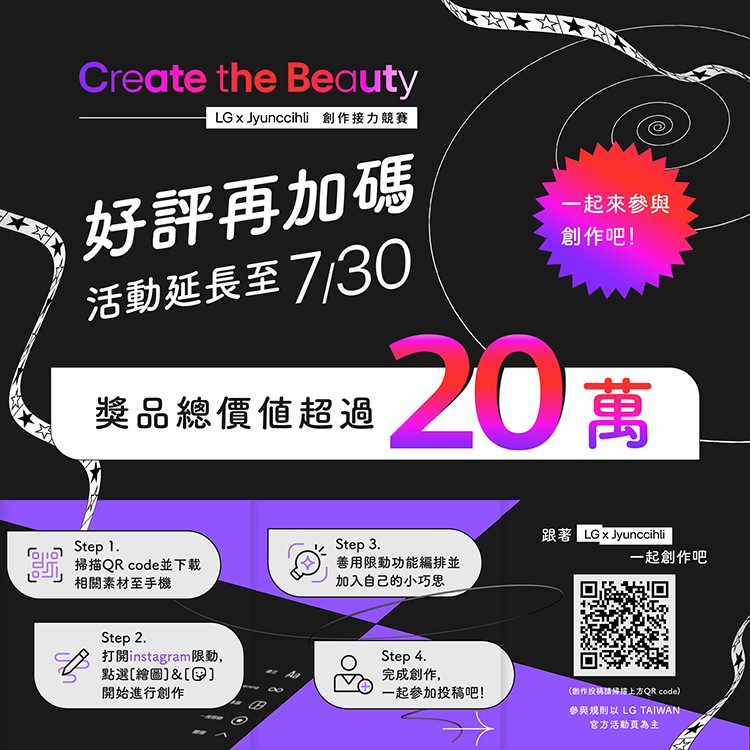 Create the Beauty
LG x Jyunccihli 創作接力競賽
好評再加碼
活動延長至 7/30
一起來參與
創作吧!
獎品總價值超過 20 萬
Step 1.
掃描QR code並下載
相關素材至手機
Step 2.
打開instagram限動,
點選[繪圖]&[☺]
開始進行創作
Step 3.
善用限動功能編排並
加入自己的小巧思
Step 4.
完成創作,
一起參加投稿吧!
跟著 LG x Jyunccihli
一起創作吧
(創作投稿請掃描上方QR code)
參與規則以 LG TAIWAN
官方活動頁為主
Aa